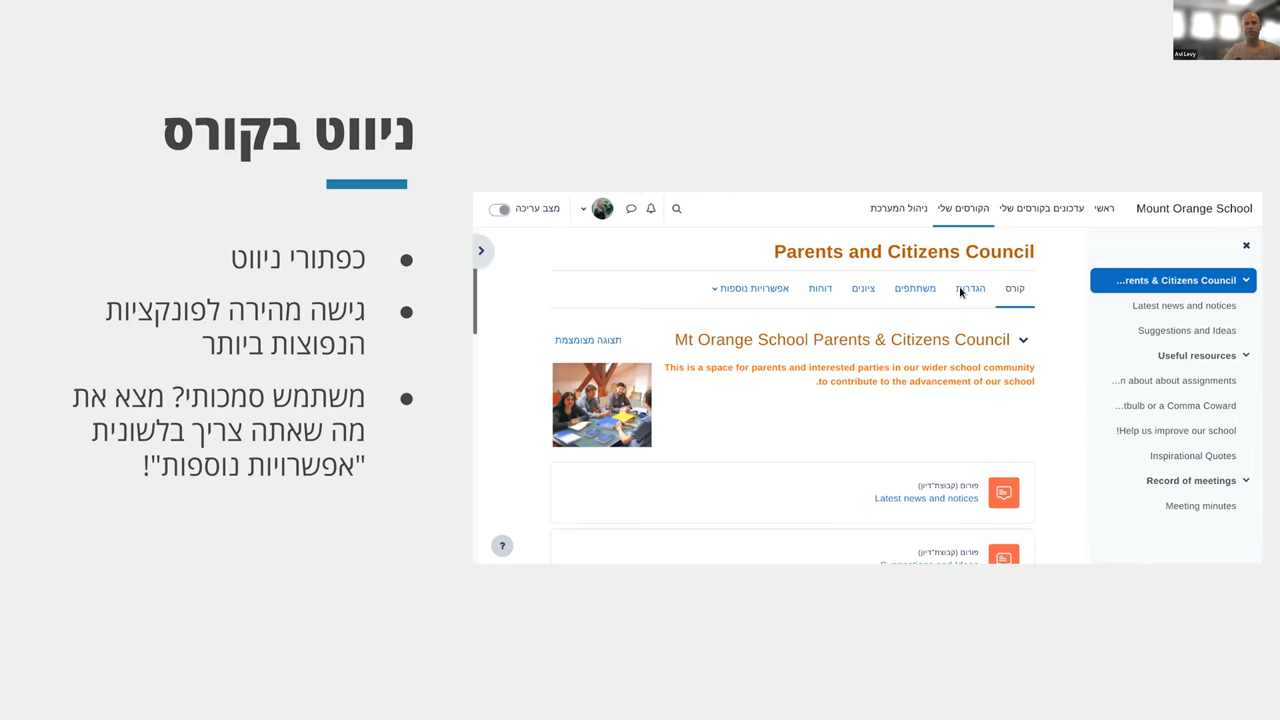 Avi Levy
ניווט בקורס
כפתורי ניווט
גישה מהירה לפונקציות
הנפוצות ביותר
משתמש סמכותי? מצא את
מה שאתה צריך בלשונית
"אפשרויות נוספות"!
Mount Orange School
ראשי
עדכונים בקורסים שלי
הקורסים שלי
ניהול המערכת
מצב עריכה
Parents and Citizens Council
קורס
הגדרות
משתתפים
ציונים
דוחות
אפשרויות נוספות
Mt Orange School Parents & Citizens Council
תצוגה מצומצמת
This is a space for parents and interested parties in our wider school community
.to contribute to the advancement of our school
פורום (קבוצת־דיון)
Latest news and notices
פורום (קבוצת־דיון)
Suggestions and Ideas
...rents & Citizens Council
Latest news and notices
Suggestions and Ideas
Useful resources
...n about about assignments
...tbulb or a Comma Coward
!Help us improve our school
Inspirational Quotes
Record of meetings
Meeting minutes
?